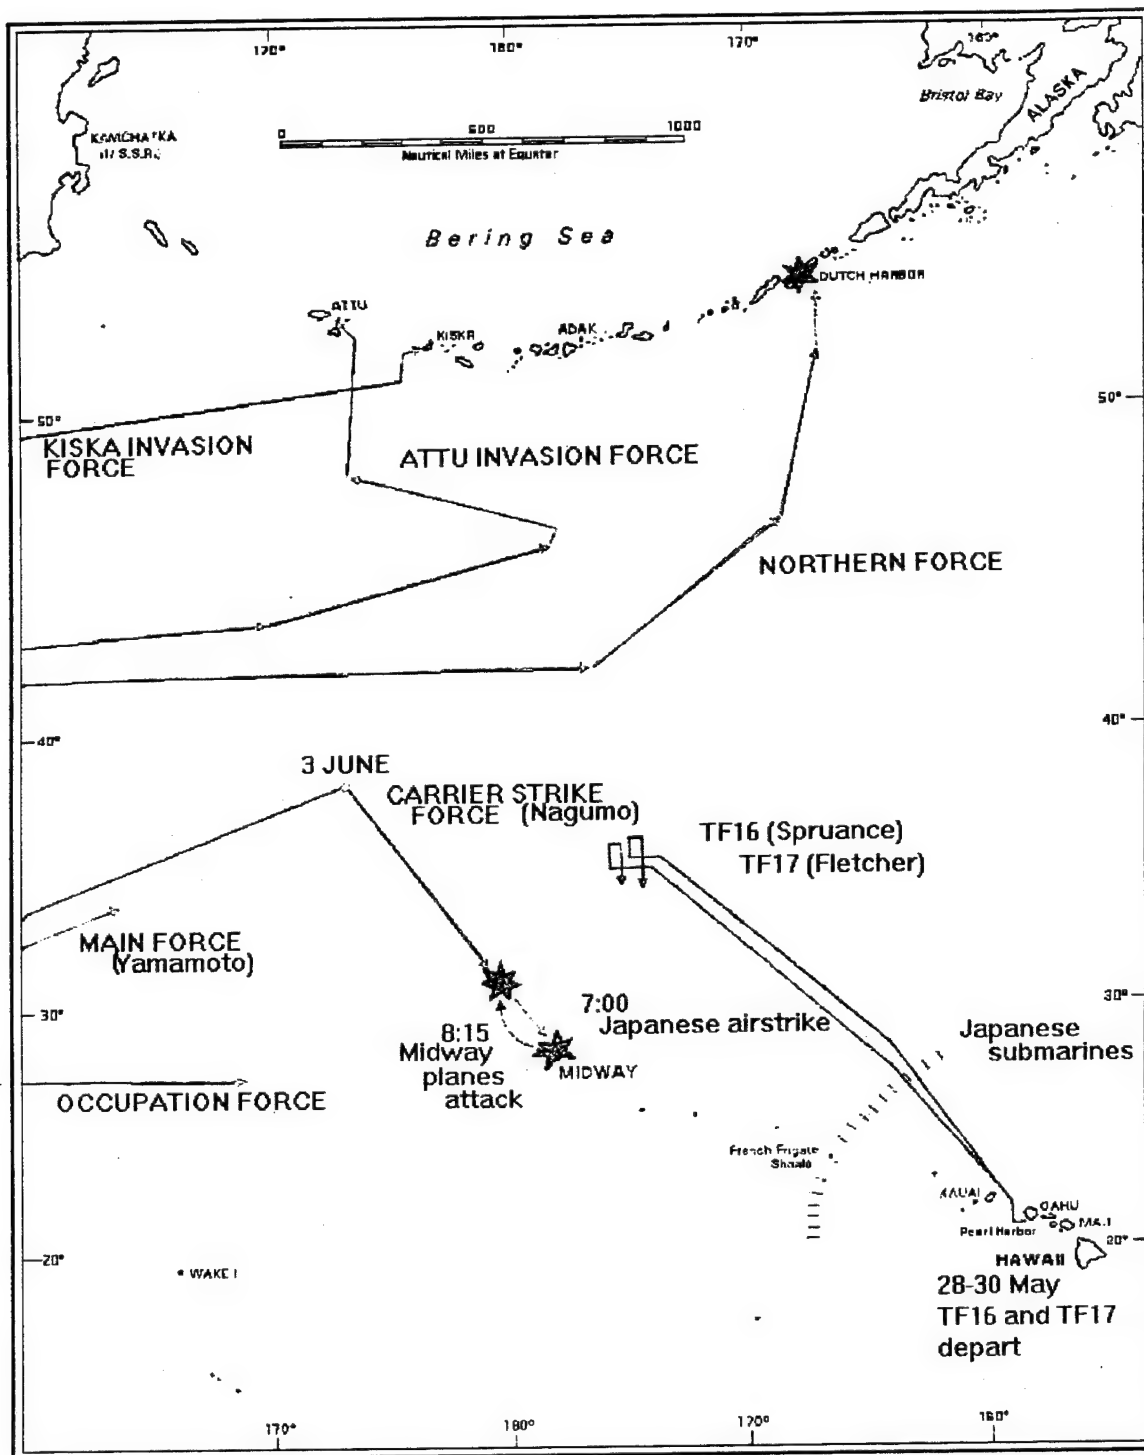 170°
180°
170°
160°
Bristol Bay
ALASKA
KAMCHATKA
(U.S.S.R.)
0 500 1000
Nautical Miles at Equator
Bering Sea
DUTCH HARBOR
ATTU
KISKA
ADAK
50°
50°
KISKA INVASION
FORCE
ATTU INVASION FORCE
NORTHERN FORCE
40°
40°
3 JUNE
CARRIER STRIKE
FORCE (Nagumo)
TF16 (Spruance)
TF17 (Fletcher)
MAIN FORCE
(Yamamoto)
30°
30°
7:00
Japanese airstrike
8:15
Midway
planes
attack
MIDWAY
Japanese
submarines
OCCUPATION FORCE
French Frigate
Shoals
KAUAI
OAHU
MAUI
Pearl Harbor
20°
20°
HAWAII
WAKE I
28-30 May
TF16 and TF17
depart
170°
180°
170°
160°